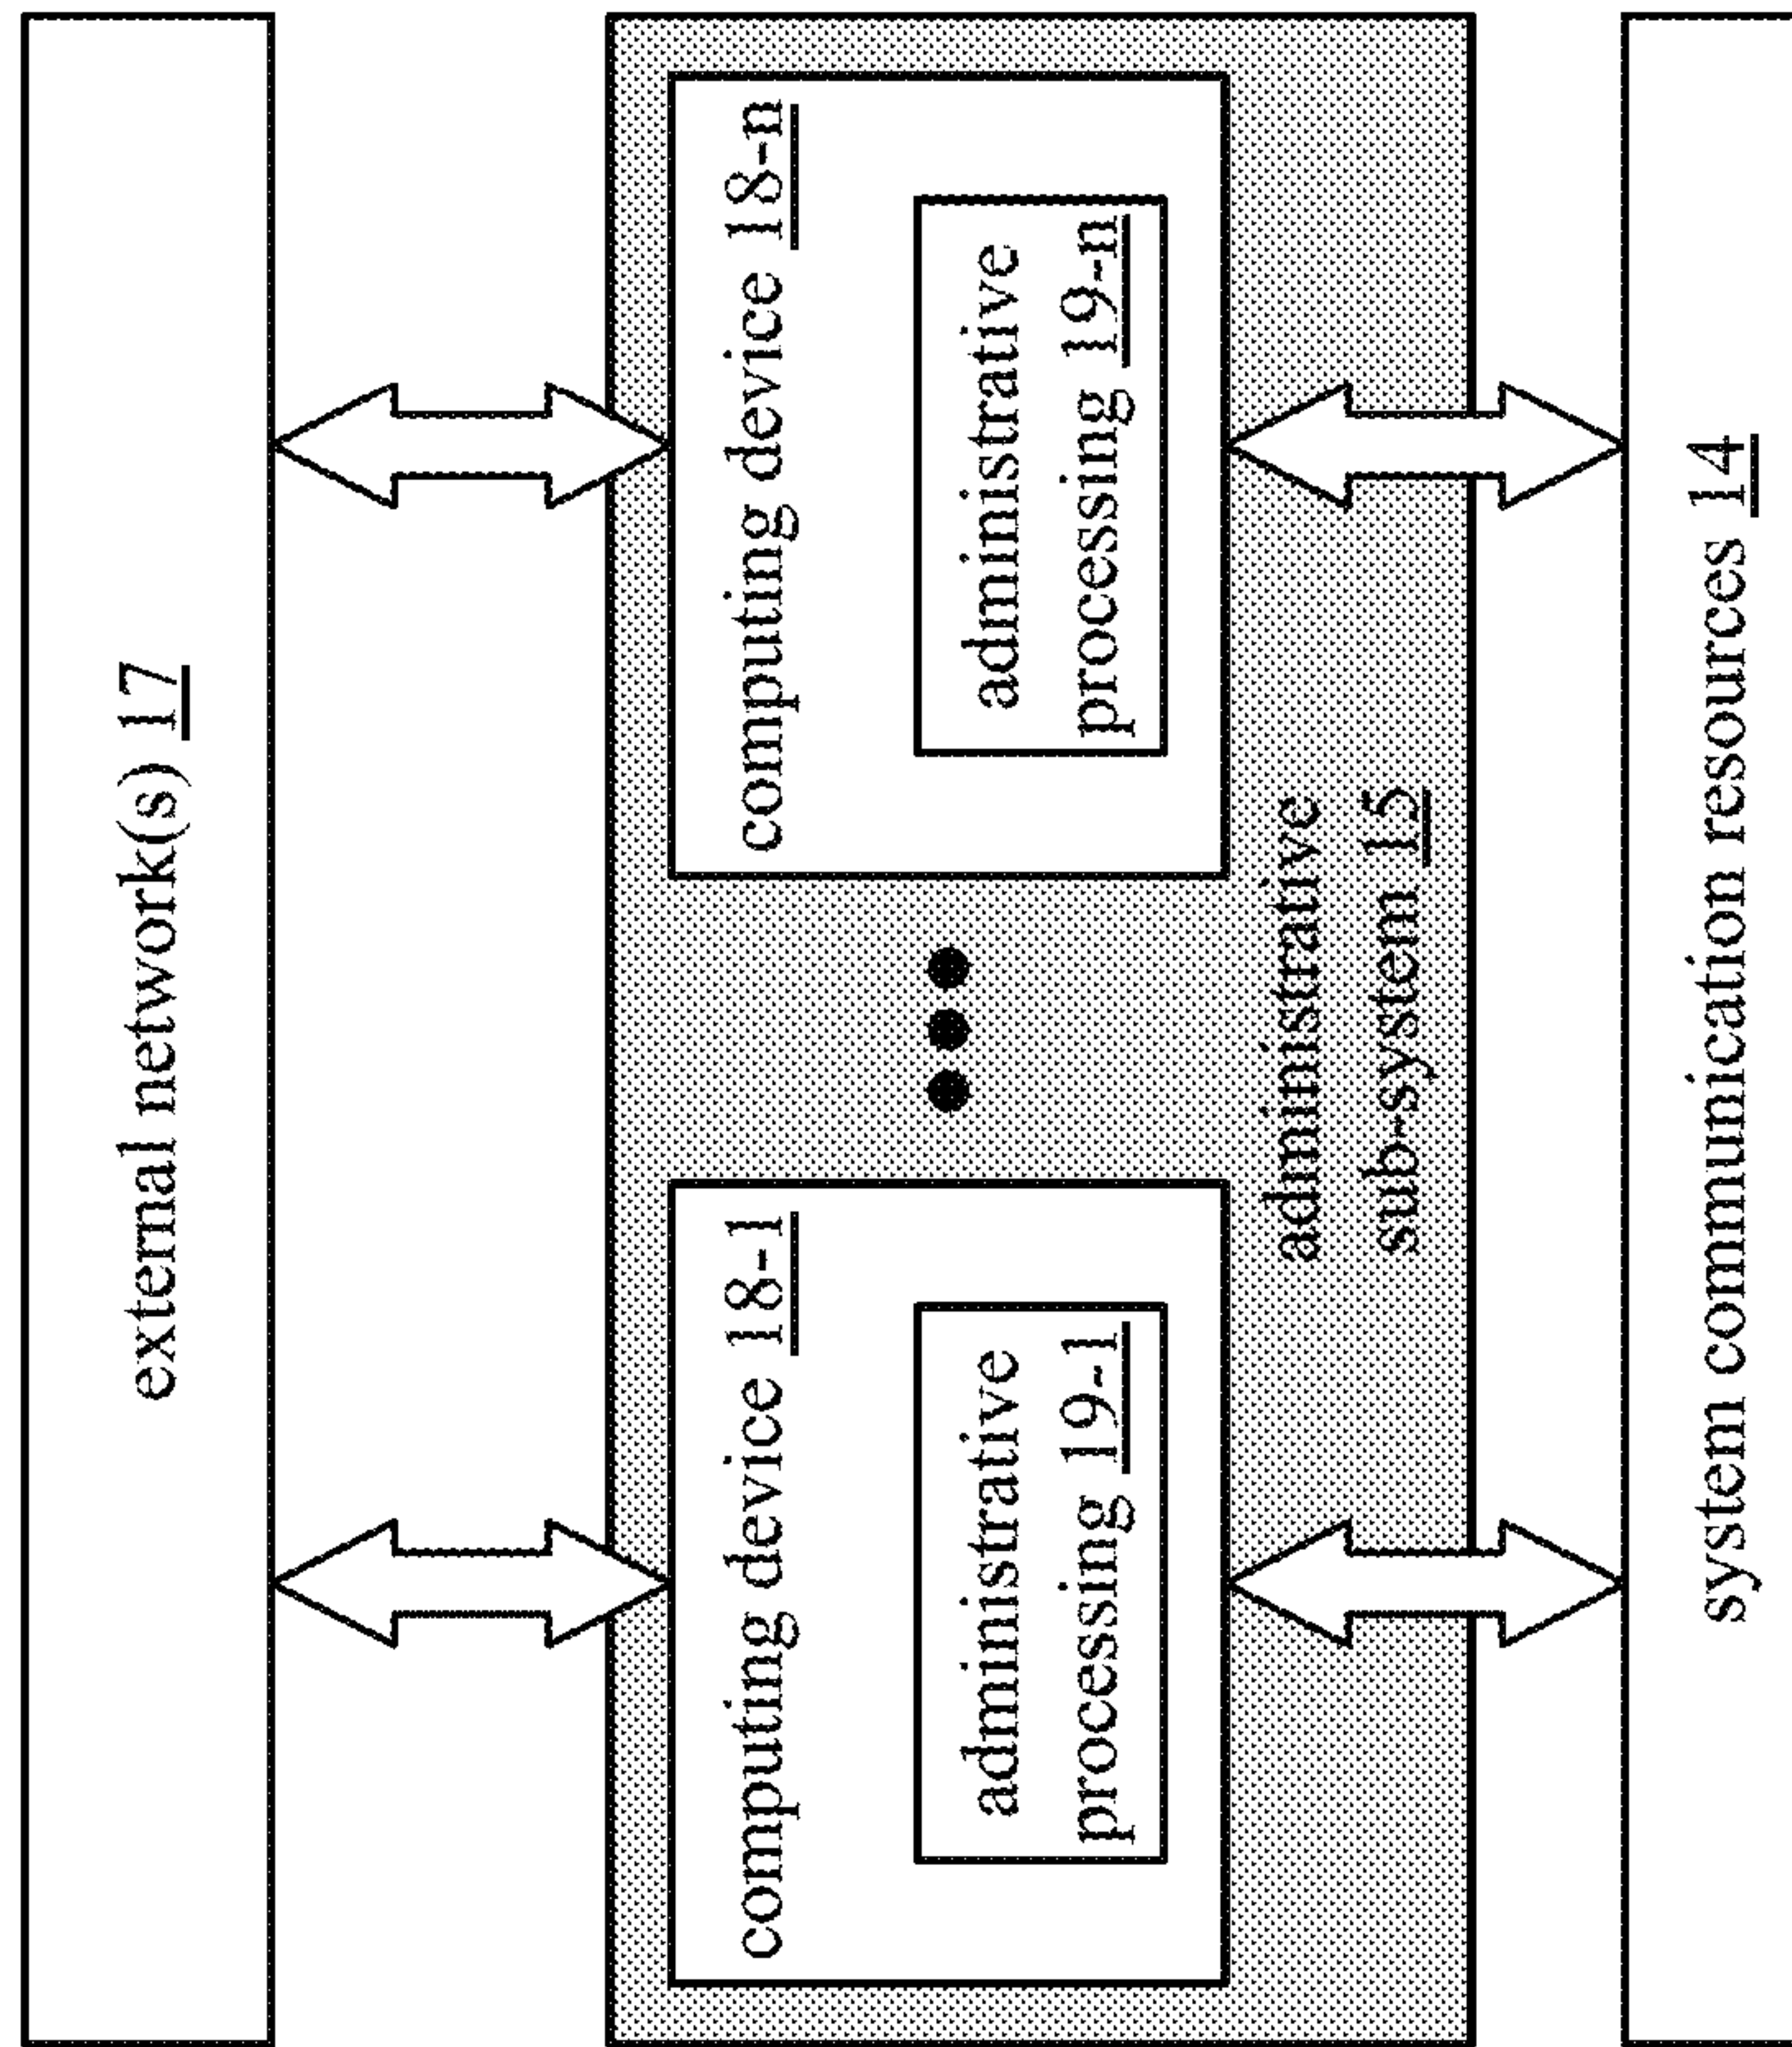 external network(s) 17
computing device 18-1
administrative
processing 19-1
computing device 18-n
administrative
processing 19-n
administrative
sub-system 15
system communication resources 14